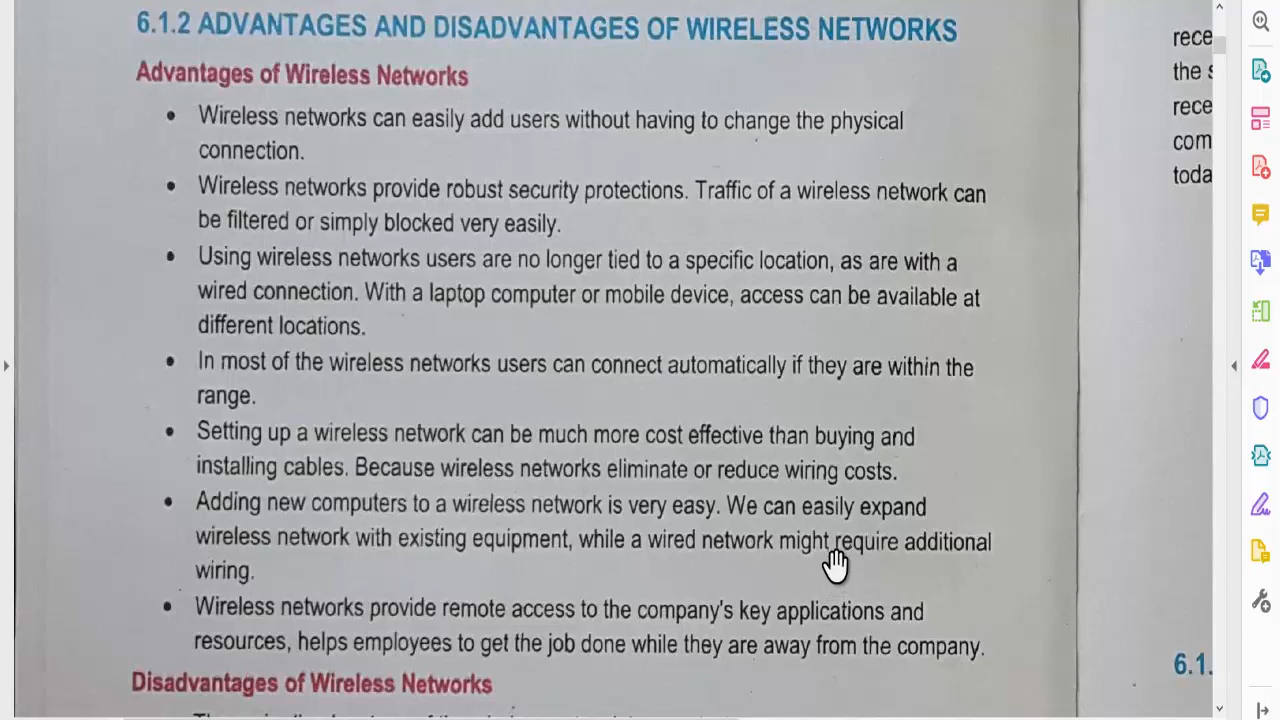 6.1.2 ADVANTAGES AND DISADVANTAGES OF WIRELESS NETWORKS
Advantages of Wireless Networks
• Wireless networks can easily add users without having to change the physical
connection.
• Wireless networks provide robust security protections. Traffic of a wireless network can
be filtered or simply blocked very easily.
• Using wireless networks users are no longer tied to a specific location, as are with a
wired connection. With a laptop computer or mobile device, access can be available at
different locations.
• In most of the wireless networks users can connect automatically if they are within the
range.
• Setting up a wireless network can be much more cost effective than buying and
installing cables. Because wireless networks eliminate or reduce wiring costs.
• Adding new computers to a wireless network is very easy. We can easily expand
wireless network with existing equipment, while a wired network might require additional
wiring.
• Wireless networks provide remote access to the company's key applications and
resources, helps employees to get the job done while they are away from the company.
Disadvantages of Wireless Networks
rece
the s
rece
com
toda
6.1.